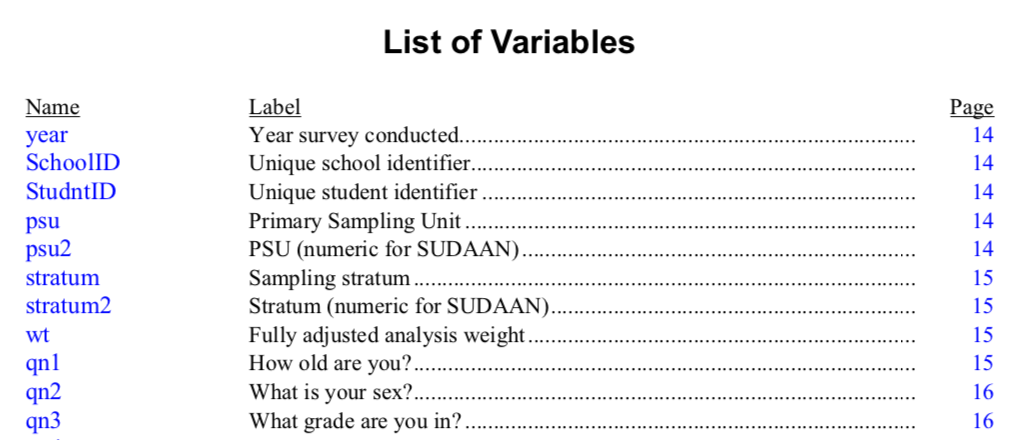 List of Variables
Name Label Page
year Year survey conducted................................................................................ 14
SchoolID Unique school identifier.............................................................................. 14
StudntID Unique student identifier ............................................................................ 14
psu Primary Sampling Unit ............................................................................... 14
psu2 PSU (numeric for SUDAAN)..................................................................... 14
stratum Sampling stratum ........................................................................................ 15
stratum2 Stratum (numeric for SUDAAN)................................................................ 15
wt Fully adjusted analysis weight .................................................................... 15
qn1 How old are you?........................................................................................ 15
qn2 What is your sex?........................................................................................ 16
qn3 What grade are you in? ............................................................................... 16